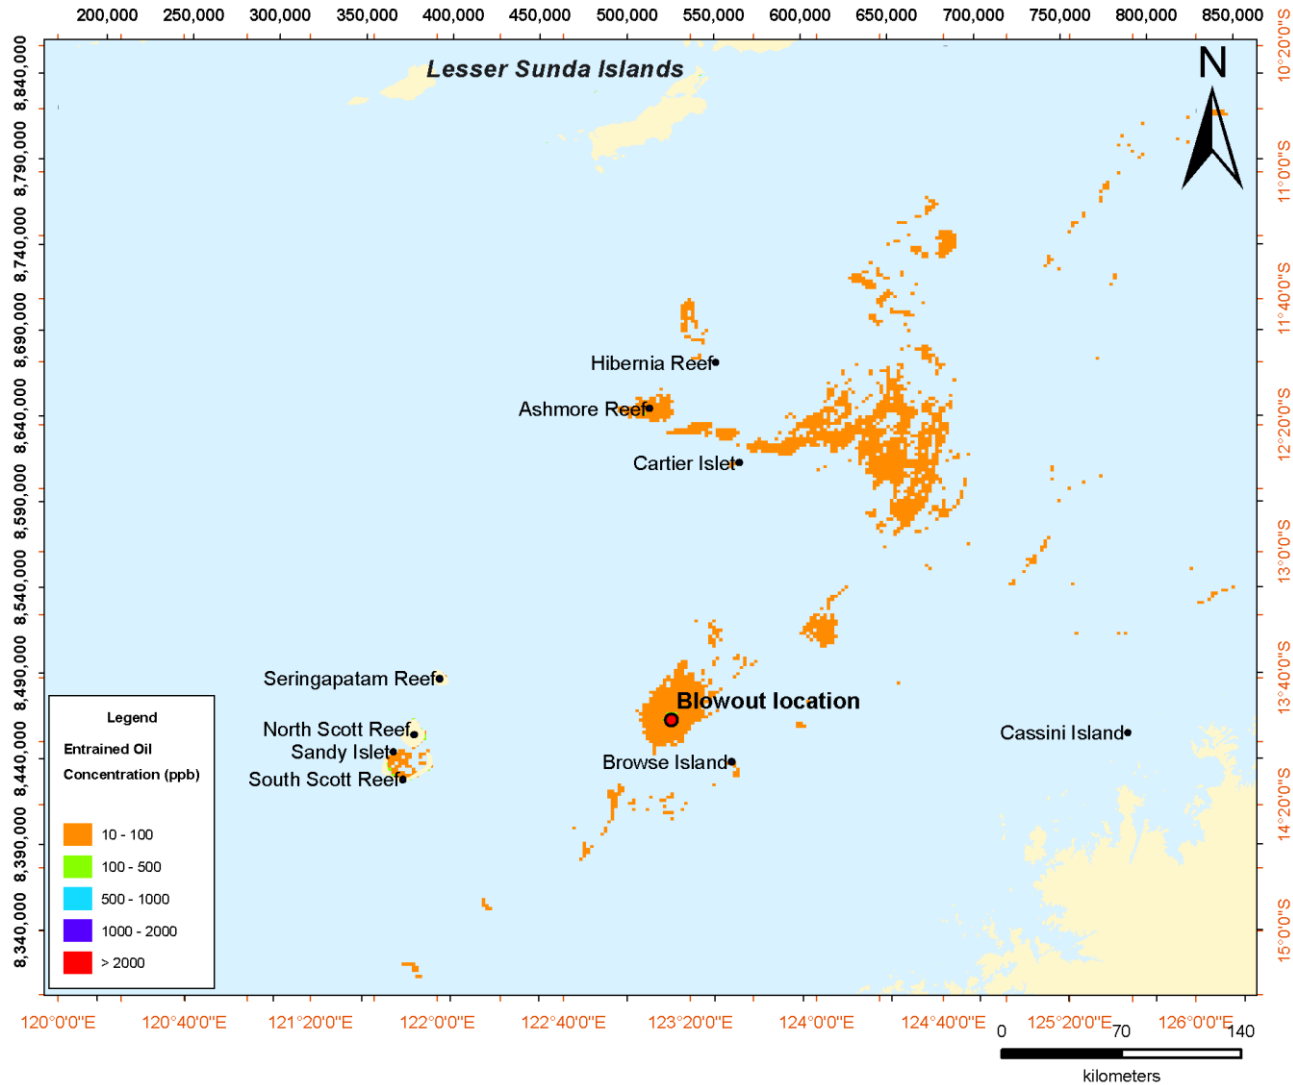 200,000 250,000 300,000 350,000 400,000 450,000 500,000 550,000 600,000 650,000 700,000 750,000 800,000 850,000
8,840,000
8,790,000
8,740,000
8,690,000
8,640,000
8,590,000
8,540,000
8,490,000
8,440,000
8,390,000
8,340,000
10°20'0"S
11°0'0"S
11°40'0"S
12°20'0"S
13°0'0"S
13°40'0"S
14°20'0"S
15°0'0"S
Lesser Sunda Islands
N
Hibernia Reef
Ashmore Reef
Cartier Islet
Seringapatam Reef
Blowout location
North Scott Reef
Cassini Island
Sandy Islet
Browse Island
South Scott Reef
Legend
Entrained Oil
Concentration (ppb)
10 - 100
100 - 500
500 - 1000
1000 - 2000
> 2000
120°0'0"E 120°40'0"E 121°20'0"E 122°0'0"E 122°40'0"E 123°20'0"E 124°0'0"E 124°40'0"E 125°20'0"E 126°0'0"E
0 70 140
kilometers